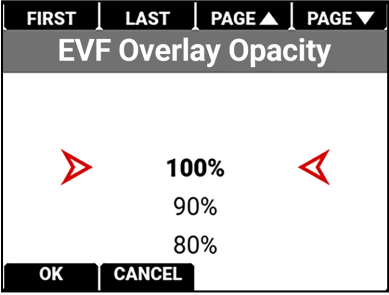 FIRST LAST PAGE▲ PAGE▼
EVF Overlay Opacity
100%
90%
80%
OK CANCEL